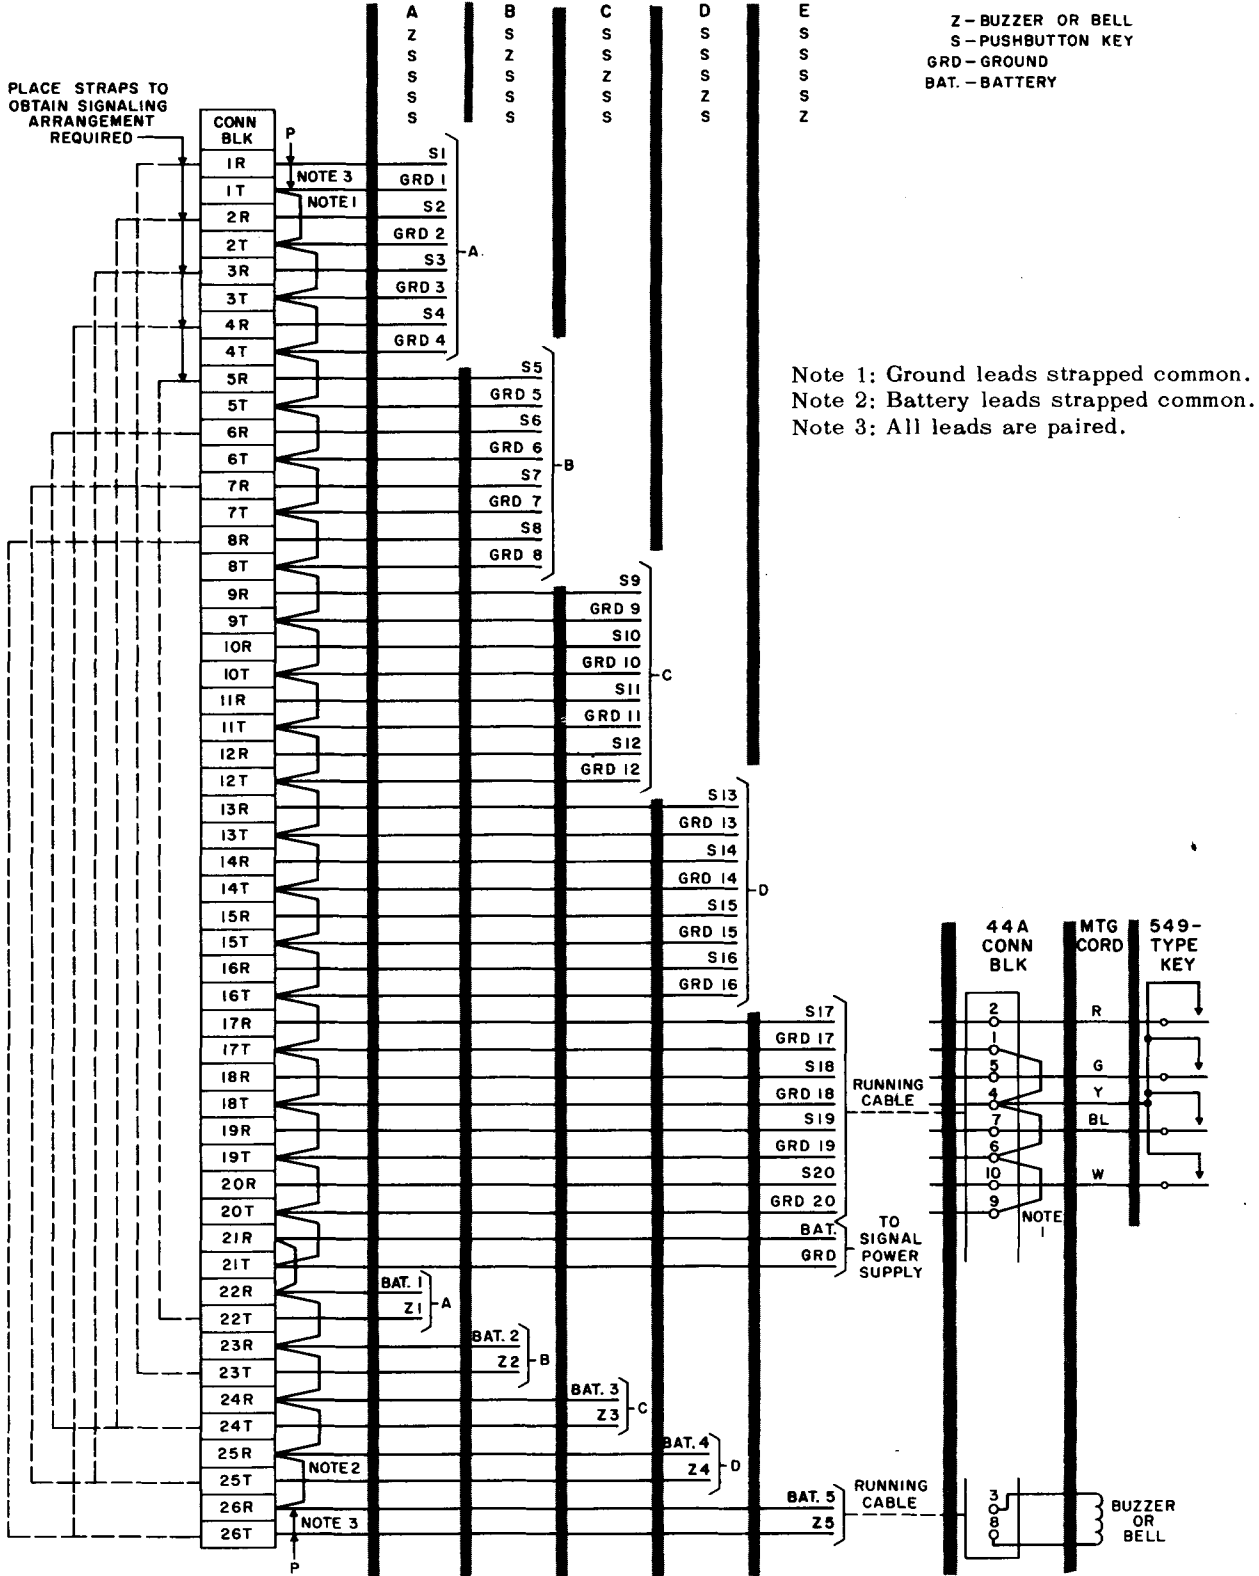 A B C D E
Z S S S S
S Z S S S
S S Z S S
S S S Z S
S S S S Z
Z – BUZZER OR BELL
S – PUSHBUTTON KEY
GRD – GROUND
BAT. – BATTERY
PLACE STRAPS TO
OBTAIN SIGNALING
ARRANGEMENT
REQUIRED
CONN
BLK
P
1R S1
NOTE 3
1T GRD 1
NOTE 1
2R S2
2T GRD 2
A
3R S3
3T GRD 3
4R S4
4T GRD 4
5R S5
5T GRD 5
6R S6
6T GRD 6
B
7R S7
7T GRD 7
8R S8
8T GRD 8
Note 1: Ground leads strapped common.
Note 2: Battery leads strapped common.
Note 3: All leads are paired.
9R S9
9T GRD 9
10R S10
10T GRD 10
C
11R S11
11T GRD 11
12R S12
12T GRD 12
13R S13
13T GRD 13
14R S14
14T GRD 14
D
15R S15
15T GRD 15
16R S16
16T GRD 16
17R S17
17T GRD 17
18R S18
18T GRD 18
19R S19
19T GRD 19
20R S20
20T GRD 20
RUNNING
CABLE
21R BAT.
21T GRD
TO
SIGNAL
POWER
SUPPLY
44A
CONN
BLK
MTG
CORD
549-
TYPE
KEY
2 R
1
5 G
4 Y
7 BL
6
10 W
9
NOTE
1
22R BAT. 1
22T Z1
A
23R BAT. 2
23T Z2
B
24R BAT. 3
24T Z3
C
25R BAT. 4
NOTE 2
25T Z4
D
26R BAT. 5
NOTE 3
26T Z5
P
RUNNING
CABLE
3
8
BUZZER
OR
BELL